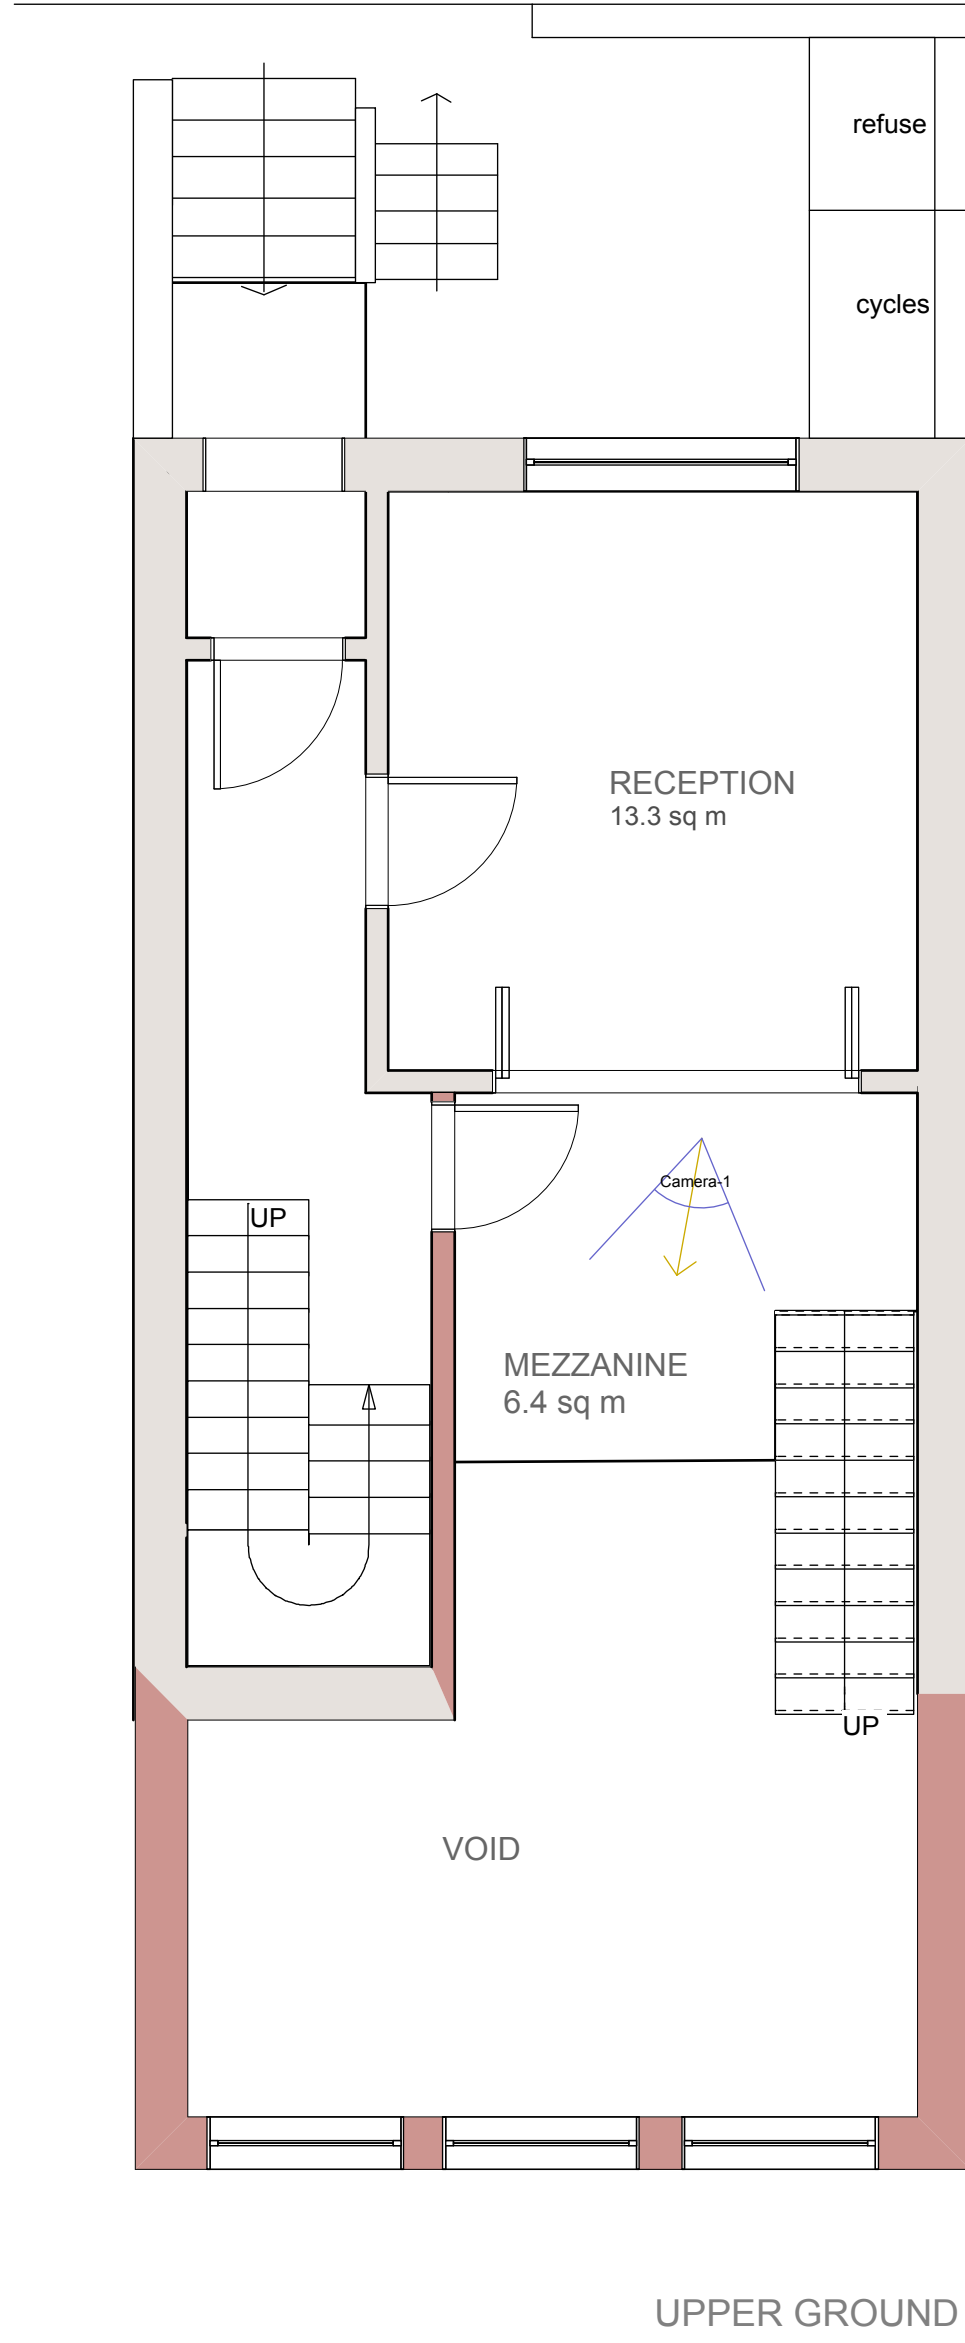 refuse
cycles
RECEPTION
13.3 sq m
Camera-1
UP
MEZZANINE
6.4 sq m
UP
VOID
UPPER GROUND